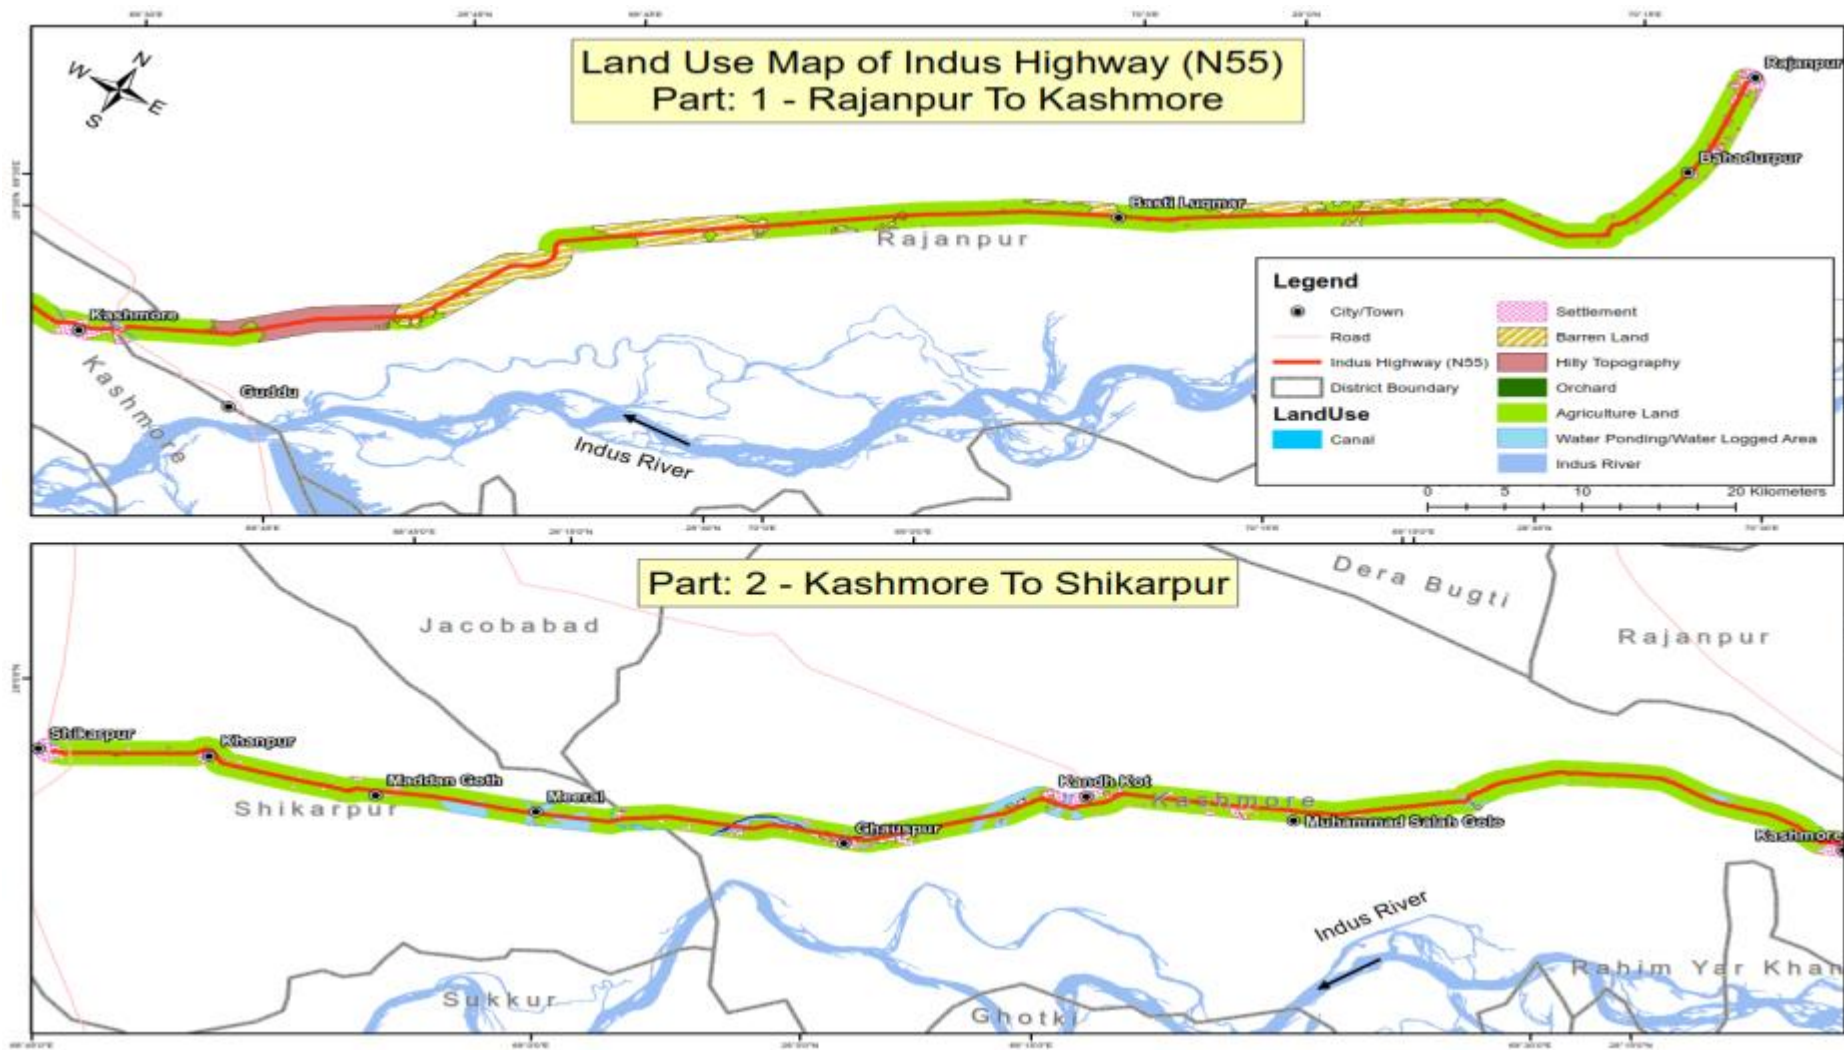 Land Use Map of Indus Highway (N55)
Part: 1 - Rajanpur To Kashmore
N
W
E
S
Rajanpur
Bahadurpur
Basti Luqmar
Rajanpur
Kashmore
Kashmore
Guddu
Indus River
Legend
City/Town
Road
Indus Highway (N55)
District Boundary
LandUse
Canal
Settlement
Barren Land
Hilly Topography
Orchard
Agriculture Land
Water Ponding/Water Logged Area
Indus River
0 5 10 20 Kilometers
Part: 2 - Kashmore To Shikarpur
Dera Bugti
Jacobabad
Rajanpur
Shikarpur
Khanpur
Maddan Goth
Meeral
Shikarpur
Kandh Kot
Kashmore
Ghauspur
Muhammad Salah Golo
Kashmore
Indus River
Rahim Yar Khan
Sukkur
Ghotki